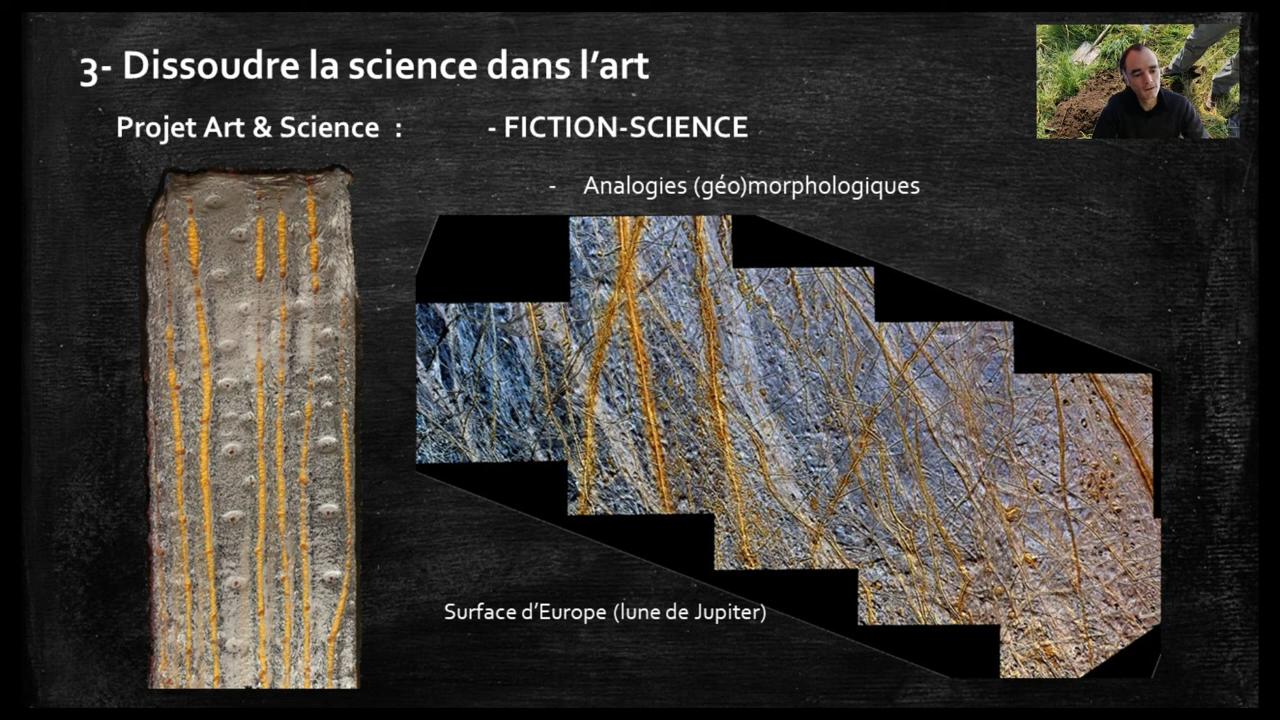 3- Dissoudre la science dans l’art
Projet Art & Science : - FICTION-SCIENCE
- Analogies (géo)morphologiques
Surface d’Europe (lune de Jupiter)